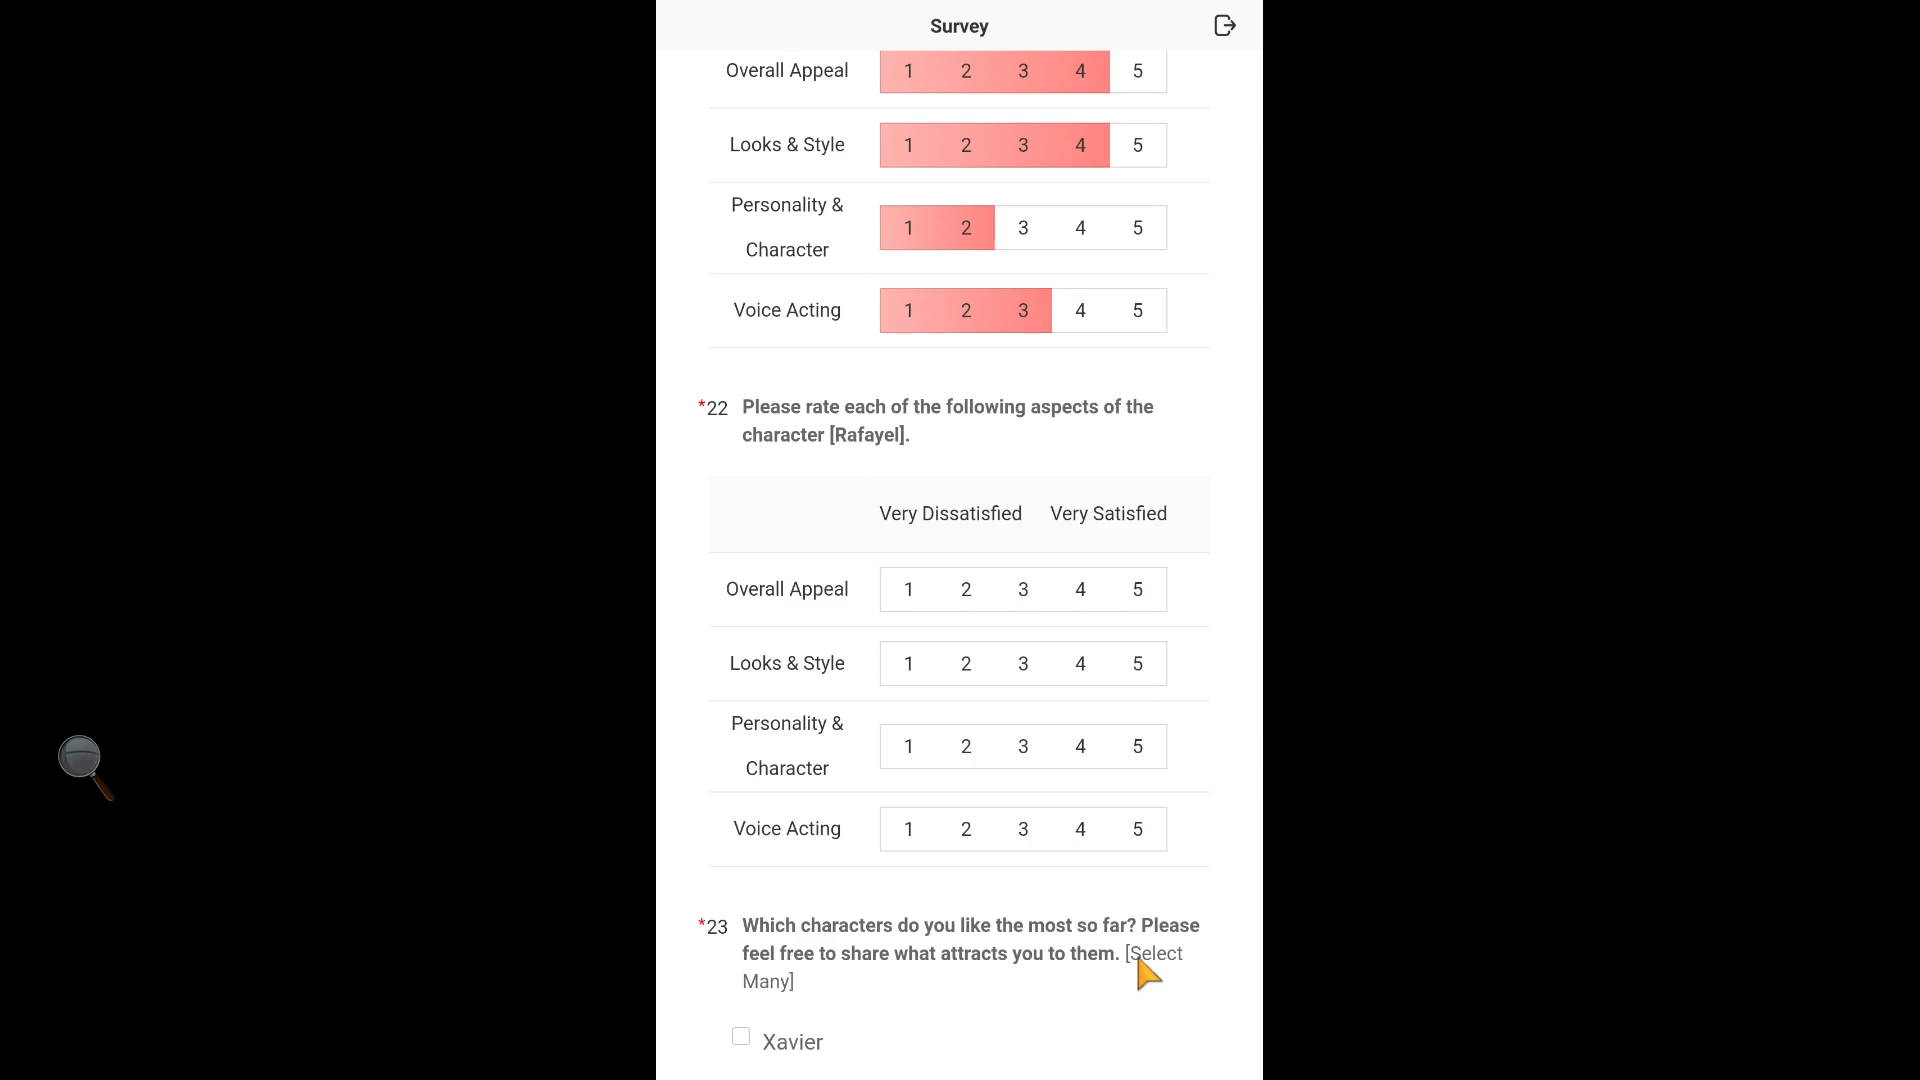 Survey
Overall Appeal 1 2 3 4 5
Looks & Style 1 2 3 4 5
Personality &
Character 1 2 3 4 5
Voice Acting 1 2 3 4 5
*22 Please rate each of the following aspects of the
character [Rafayel].
Very Dissatisfied Very Satisfied
Overall Appeal 1 2 3 4 5
Looks & Style 1 2 3 4 5
Personality &
Character 1 2 3 4 5
Voice Acting 1 2 3 4 5
*23 Which characters do you like the most so far? Please
feel free to share what attracts you to them. [Select
Many]
Xavier